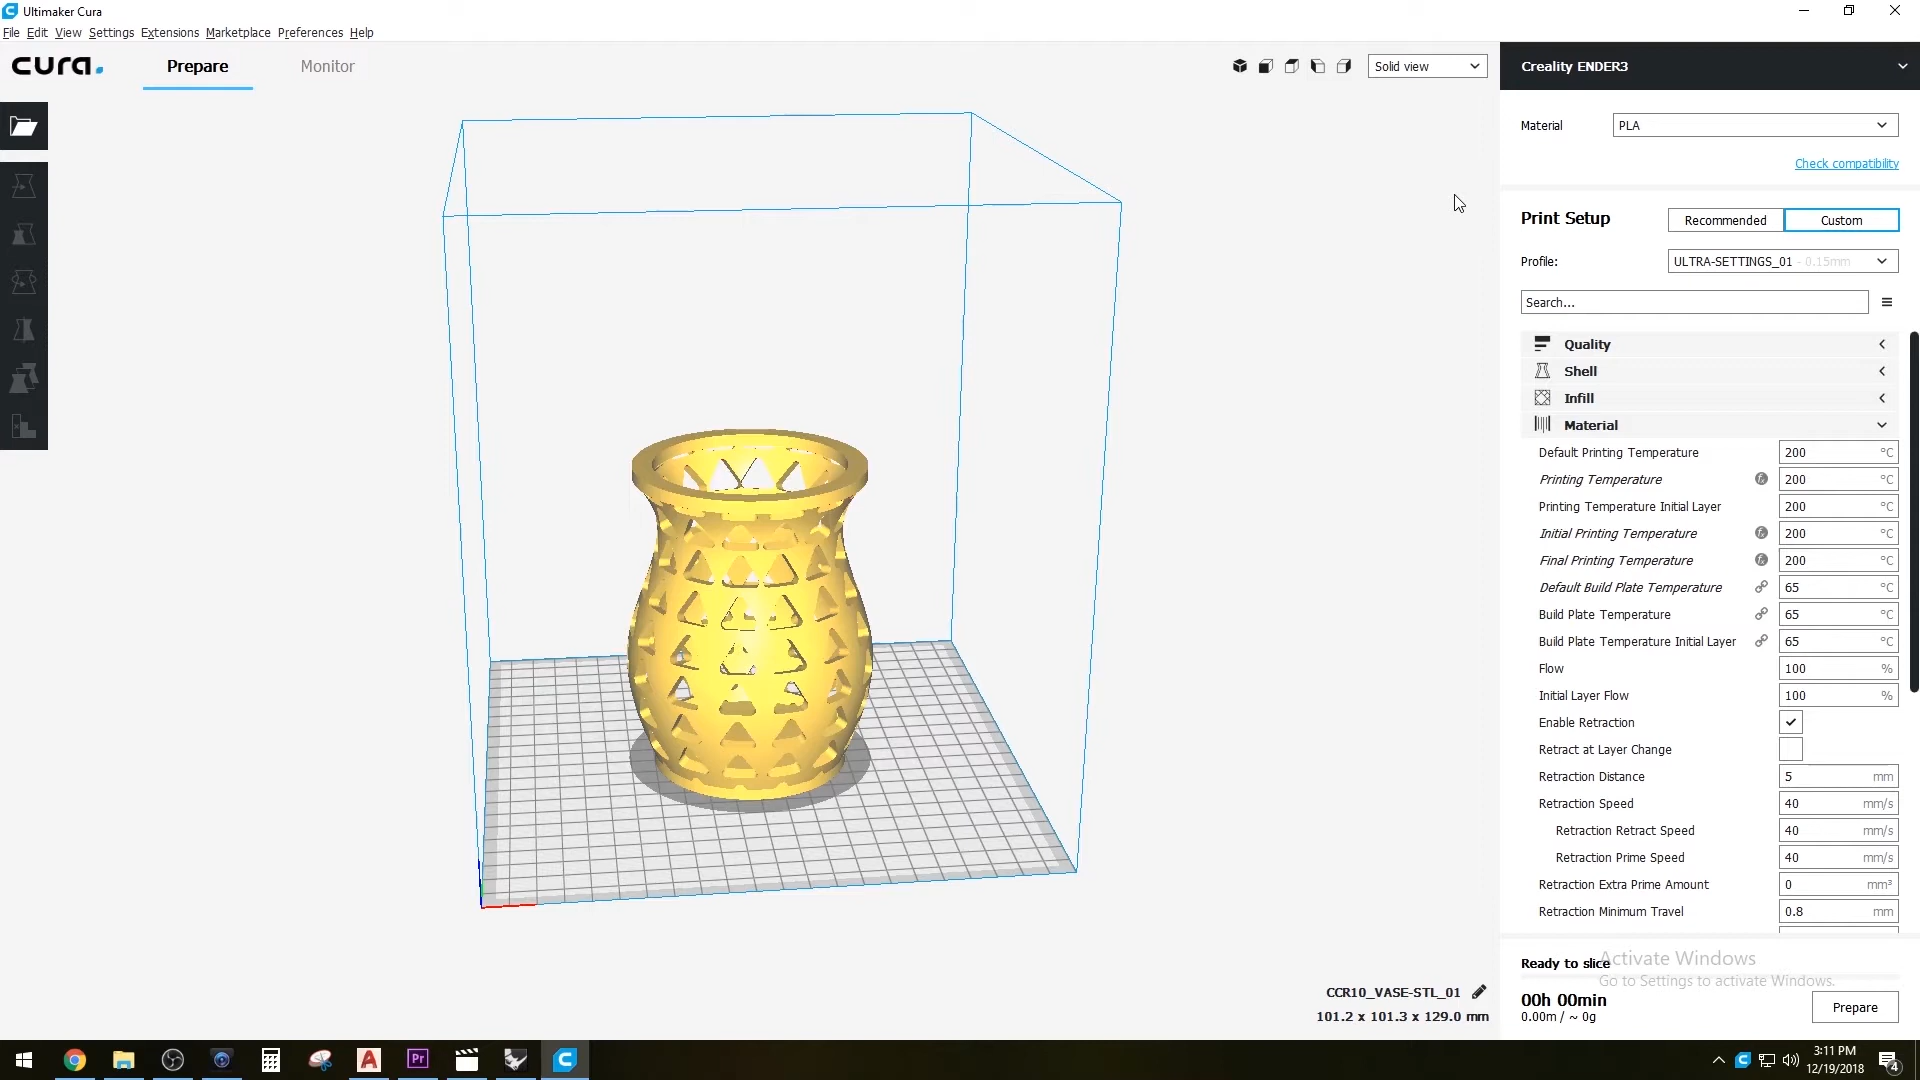 Ultimaker Cura
File Edit View Settings Extensions Marketplace Preferences Help
cura.
Prepare
Monitor
Solid view
Creality ENDER3
Material
PLA
Check compatibility
Print Setup
Recommended
Custom
Profile:
ULTRA-SETTINGS_01 - 0.15mm
Search...
Quality
Shell
Infill
Material
Default Printing Temperature 200 °C
Printing Temperature 200 °C
Printing Temperature Initial Layer 200 °C
Initial Printing Temperature 200 °C
Final Printing Temperature 200 °C
Default Build Plate Temperature 65 °C
Build Plate Temperature 65 °C
Build Plate Temperature Initial Layer 65 °C
Flow 100 %
Initial Layer Flow 100 %
Enable Retraction
Retract at Layer Change
Retraction Distance 5 mm
Retraction Speed 40 mm/s
Retraction Retract Speed 40 mm/s
Retraction Prime Speed 40 mm/s
Retraction Extra Prime Amount 0 mm³
Retraction Minimum Travel 0.8 mm
Ready to slice
Activate Windows
Go to Settings to activate Windows.
00h 00min
0.00m / ~ 0g
Prepare
CCR10_VASE-STL_01
101.2 x 101.3 x 129.0 mm
A
Pr
3:11 PM
12/19/2018
4